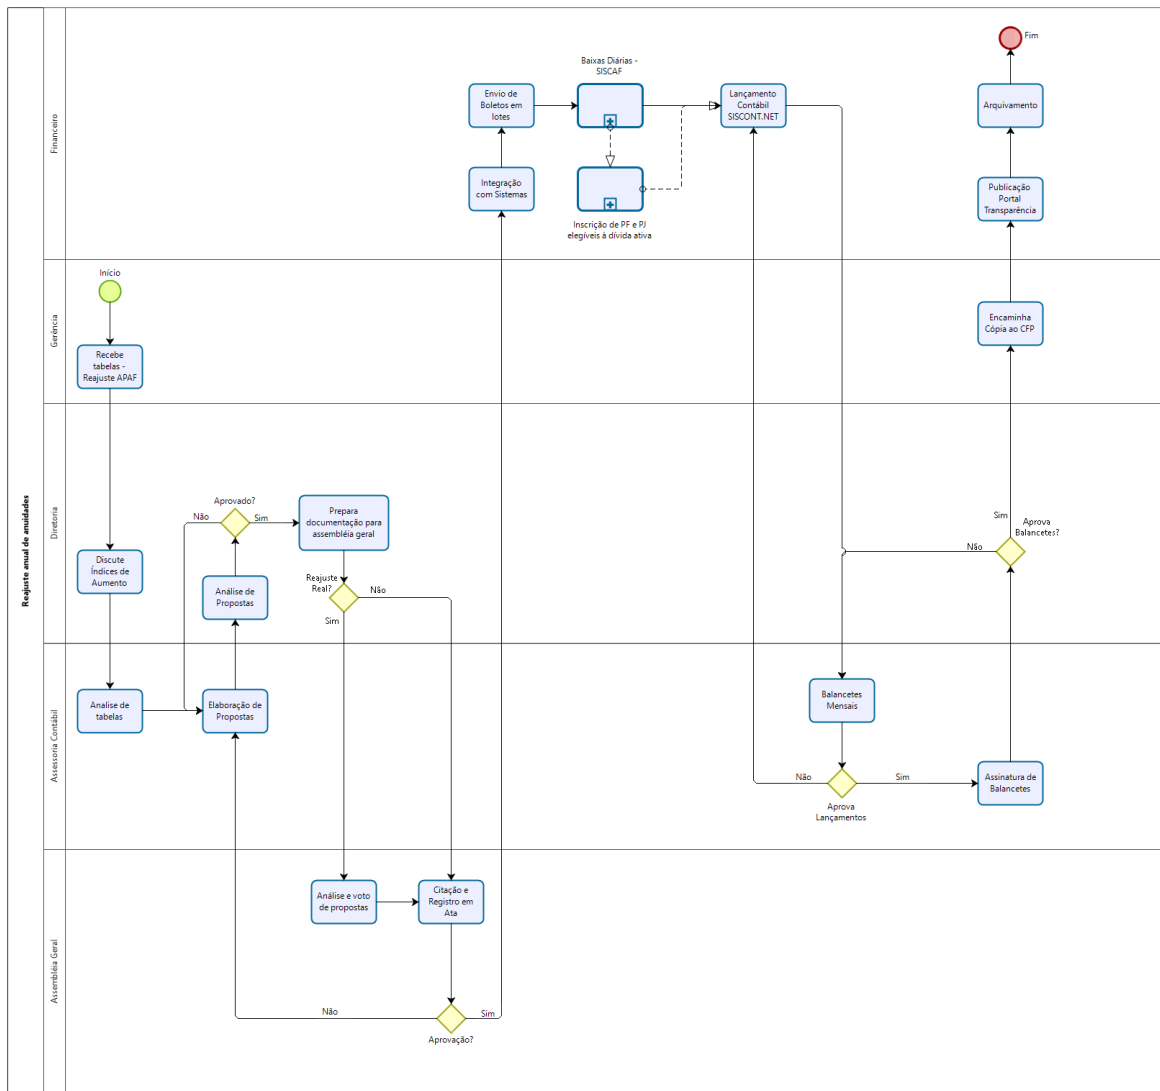 Reajuste anual de anuidades
Financeiro
Fim
Baixas Diárias -
SISCAF
Envio de
Boletos em
lotes
Lançamento
Contábil
SISCONT.NET
Arquivamento
Integração
com Sistemas
Inscrição de PF e PJ
elegíveis à dívida ativa
Publicação
Portal
Transparência
Gerência
Início
Recebe
tabelas -
Reajuste APAF
Encaminha
Cópia ao CFP
Diretoria
Discute
Índices de
Aumento
Aprovado?
Não
Sim
Análise de
Propostas
Prepara
documentação para
assembléia geral
Reajuste
Real?
Não
Sim
Sim
Aprova
Balancetes?
Não
Assessoria Contábil
Analise de
tabelas
Elaboração de
Propostas
Balancetes
Mensais
Não
Sim
Aprova
Lançamentos
Assinatura de
Balancetes
Assembléia Geral
Análise e voto
de propostas
Citação e
Registro em
Ata
Não
Sim
Aprovação?